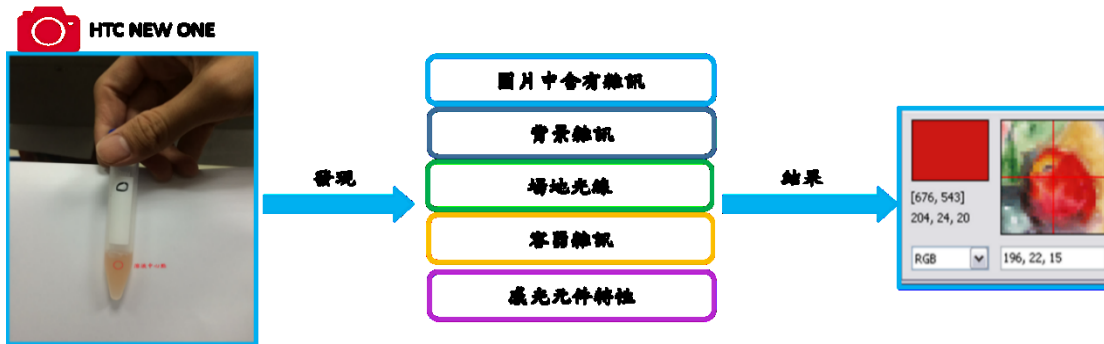 HTC NEW ONE
0
發現
圖片中含有雜訊
背景雜訊
場地光線
容器雜訊
感光元件特性
結果
[676, 543]
204, 24, 20
RGB
196, 22, 15